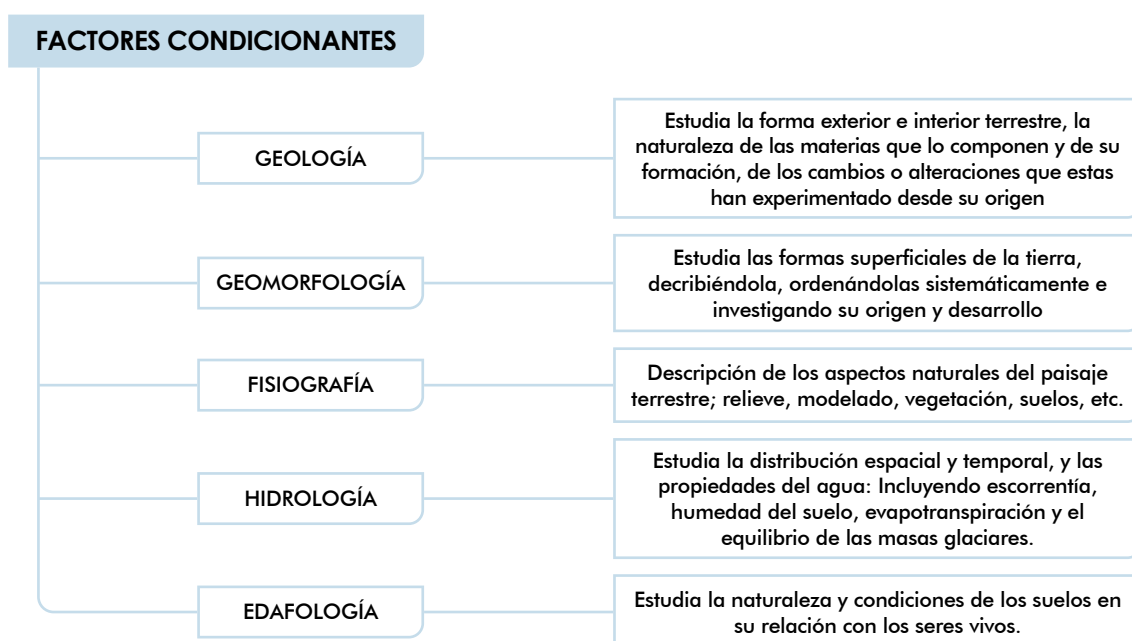 FACTORES CONDICIONANTES
GEOLOGÍA
Estudia la forma exterior e interior terrestre, la
naturaleza de las materias que lo componen y de su
formación, de los cambios o alteraciones que estas
han experimentado desde su origen
GEOMORFOLOGÍA
Estudia las formas superficiales de la tierra,
decribiéndola, ordenándolas sistemáticamente e
investigando su origen y desarrollo
FISIOGRAFÍA
Descripción de los aspectos naturales del paisaje
terrestre; relieve, modelado, vegetación, suelos, etc.
HIDROLOGÍA
Estudia la distribución espacial y temporal, y las
propiedades del agua: Incluyendo escorrentía,
humedad del suelo, evapotranspiración y el
equilibrio de las masas glaciares.
EDAFOLOGÍA
Estudia la naturaleza y condiciones de los suelos en
su relación con los seres vivos.